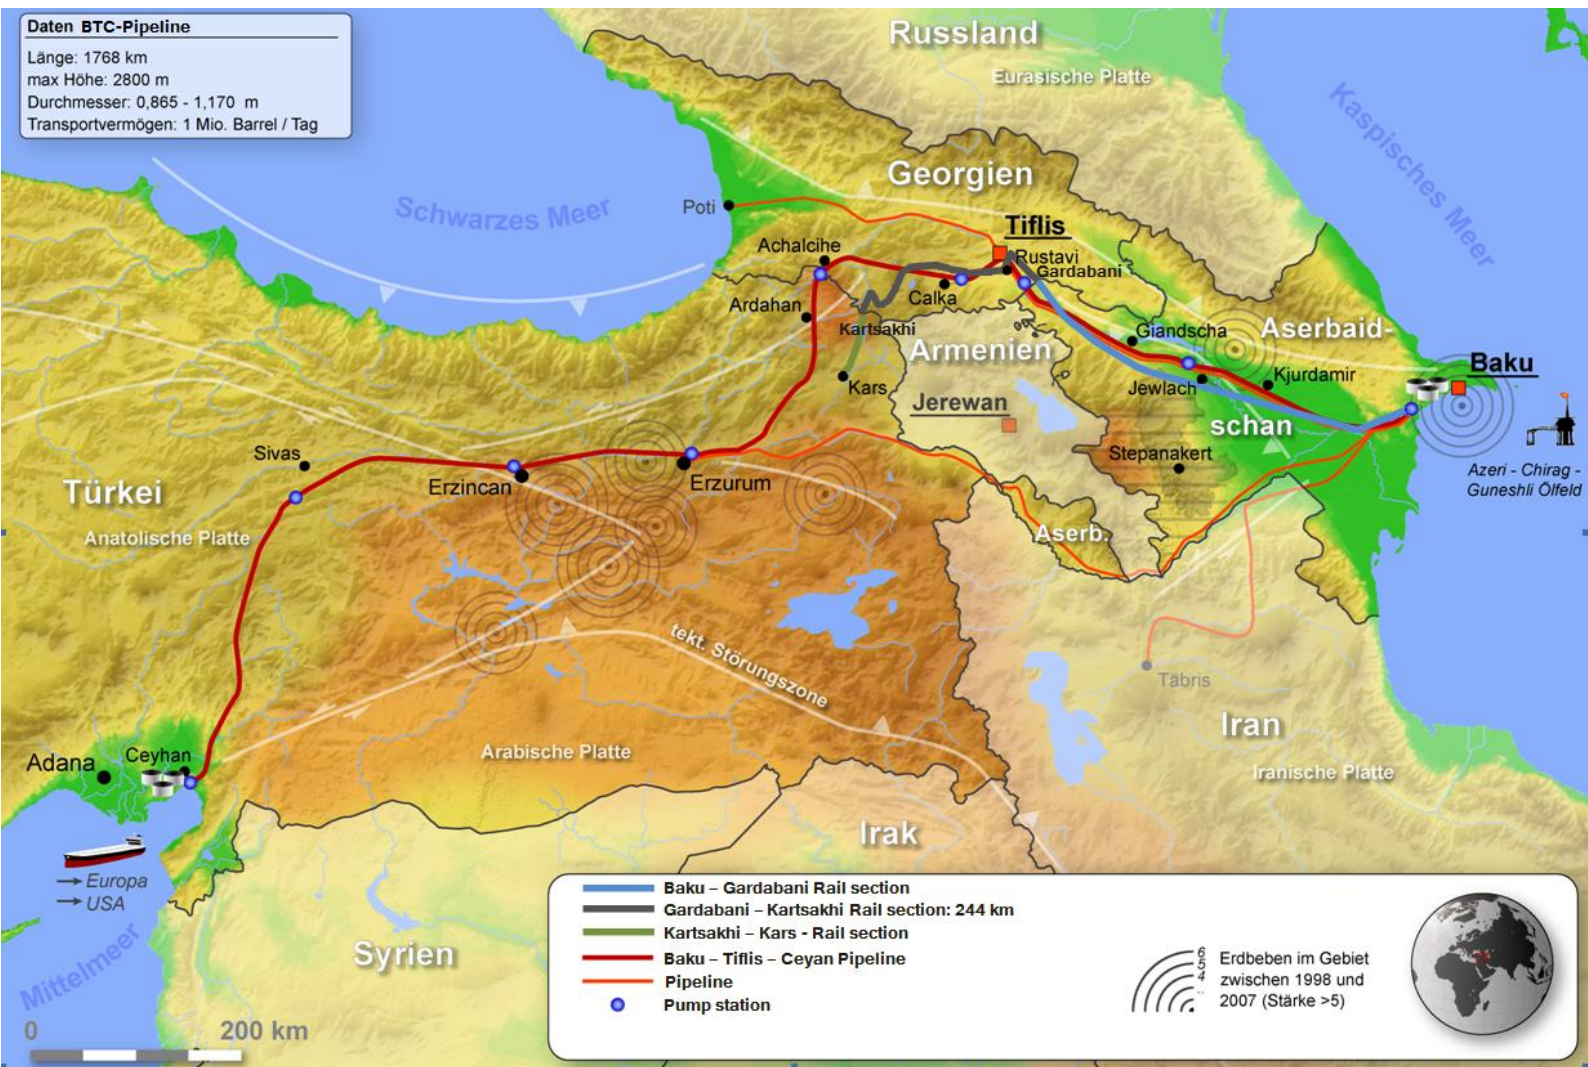 Daten BTC-Pipeline
Länge: 1768 km
max Höhe: 2800 m
Durchmesser: 0,865 - 1,170 m
Transportvermögen: 1 Mio. Barrel / Tag
Russland
Eurasische Platte
Kaspisches Meer
Georgien
Schwarzes Meer
Poti
Tiflis
Achalcihe
Rustavi
Gardabani
Ardahan
Calka
Kartsakhi
Giandscha
Aserbaid-
Armenien
Baku
Kars
Jewlach
Kjurdamir
Jerewan
schan
Sivas
Stepanakert
Azeri - Chirag -
Guneshli Ölfeld
Türkei
Erzincan
Erzurum
Anatolische Platte
Aserb.
tekt. Störungszone
Täbris
Iran
Arabische Platte
Iranische Platte
Adana
Ceyhan
Irak
Europa
USA
Syrien
Mittelmeer
0 200 km
Baku – Gardabani Rail section
Gardabani – Kartsakhi Rail section: 244 km
Kartsakhi – Kars - Rail section
Baku – Tiflis – Ceyan Pipeline
Pipeline
Pump station
6
5
4
..
Erdbeben im Gebiet
zwischen 1998 und
2007 (Stärke >5)